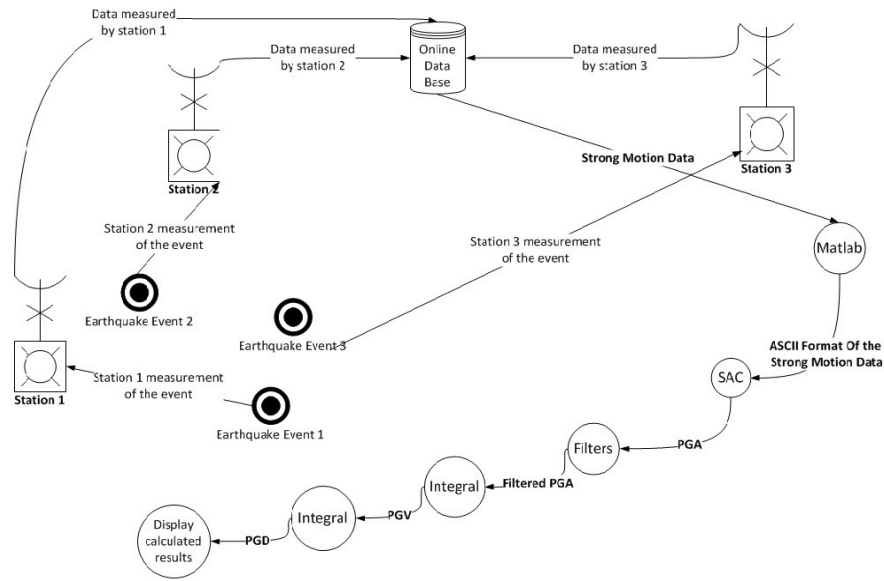 Data measured
by station 1
Data measured
by station 2
Online
Data
Base
Data measured
by station 3
Strong Motion Data
Station 2
Station 3
Station 2 measurement
of the event
Station 3 measurement
of the event
Matlab
Earthquake Event 2
Earthquake Event 3
ASCII Format Of the
Strong Motion Data
Station 1 measurement
of the event
Station 1
SAC
Earthquake Event 1
PGA
Filters
Filtered PGA
Integral
PGV
Integral
PGD
Display
calculated
results